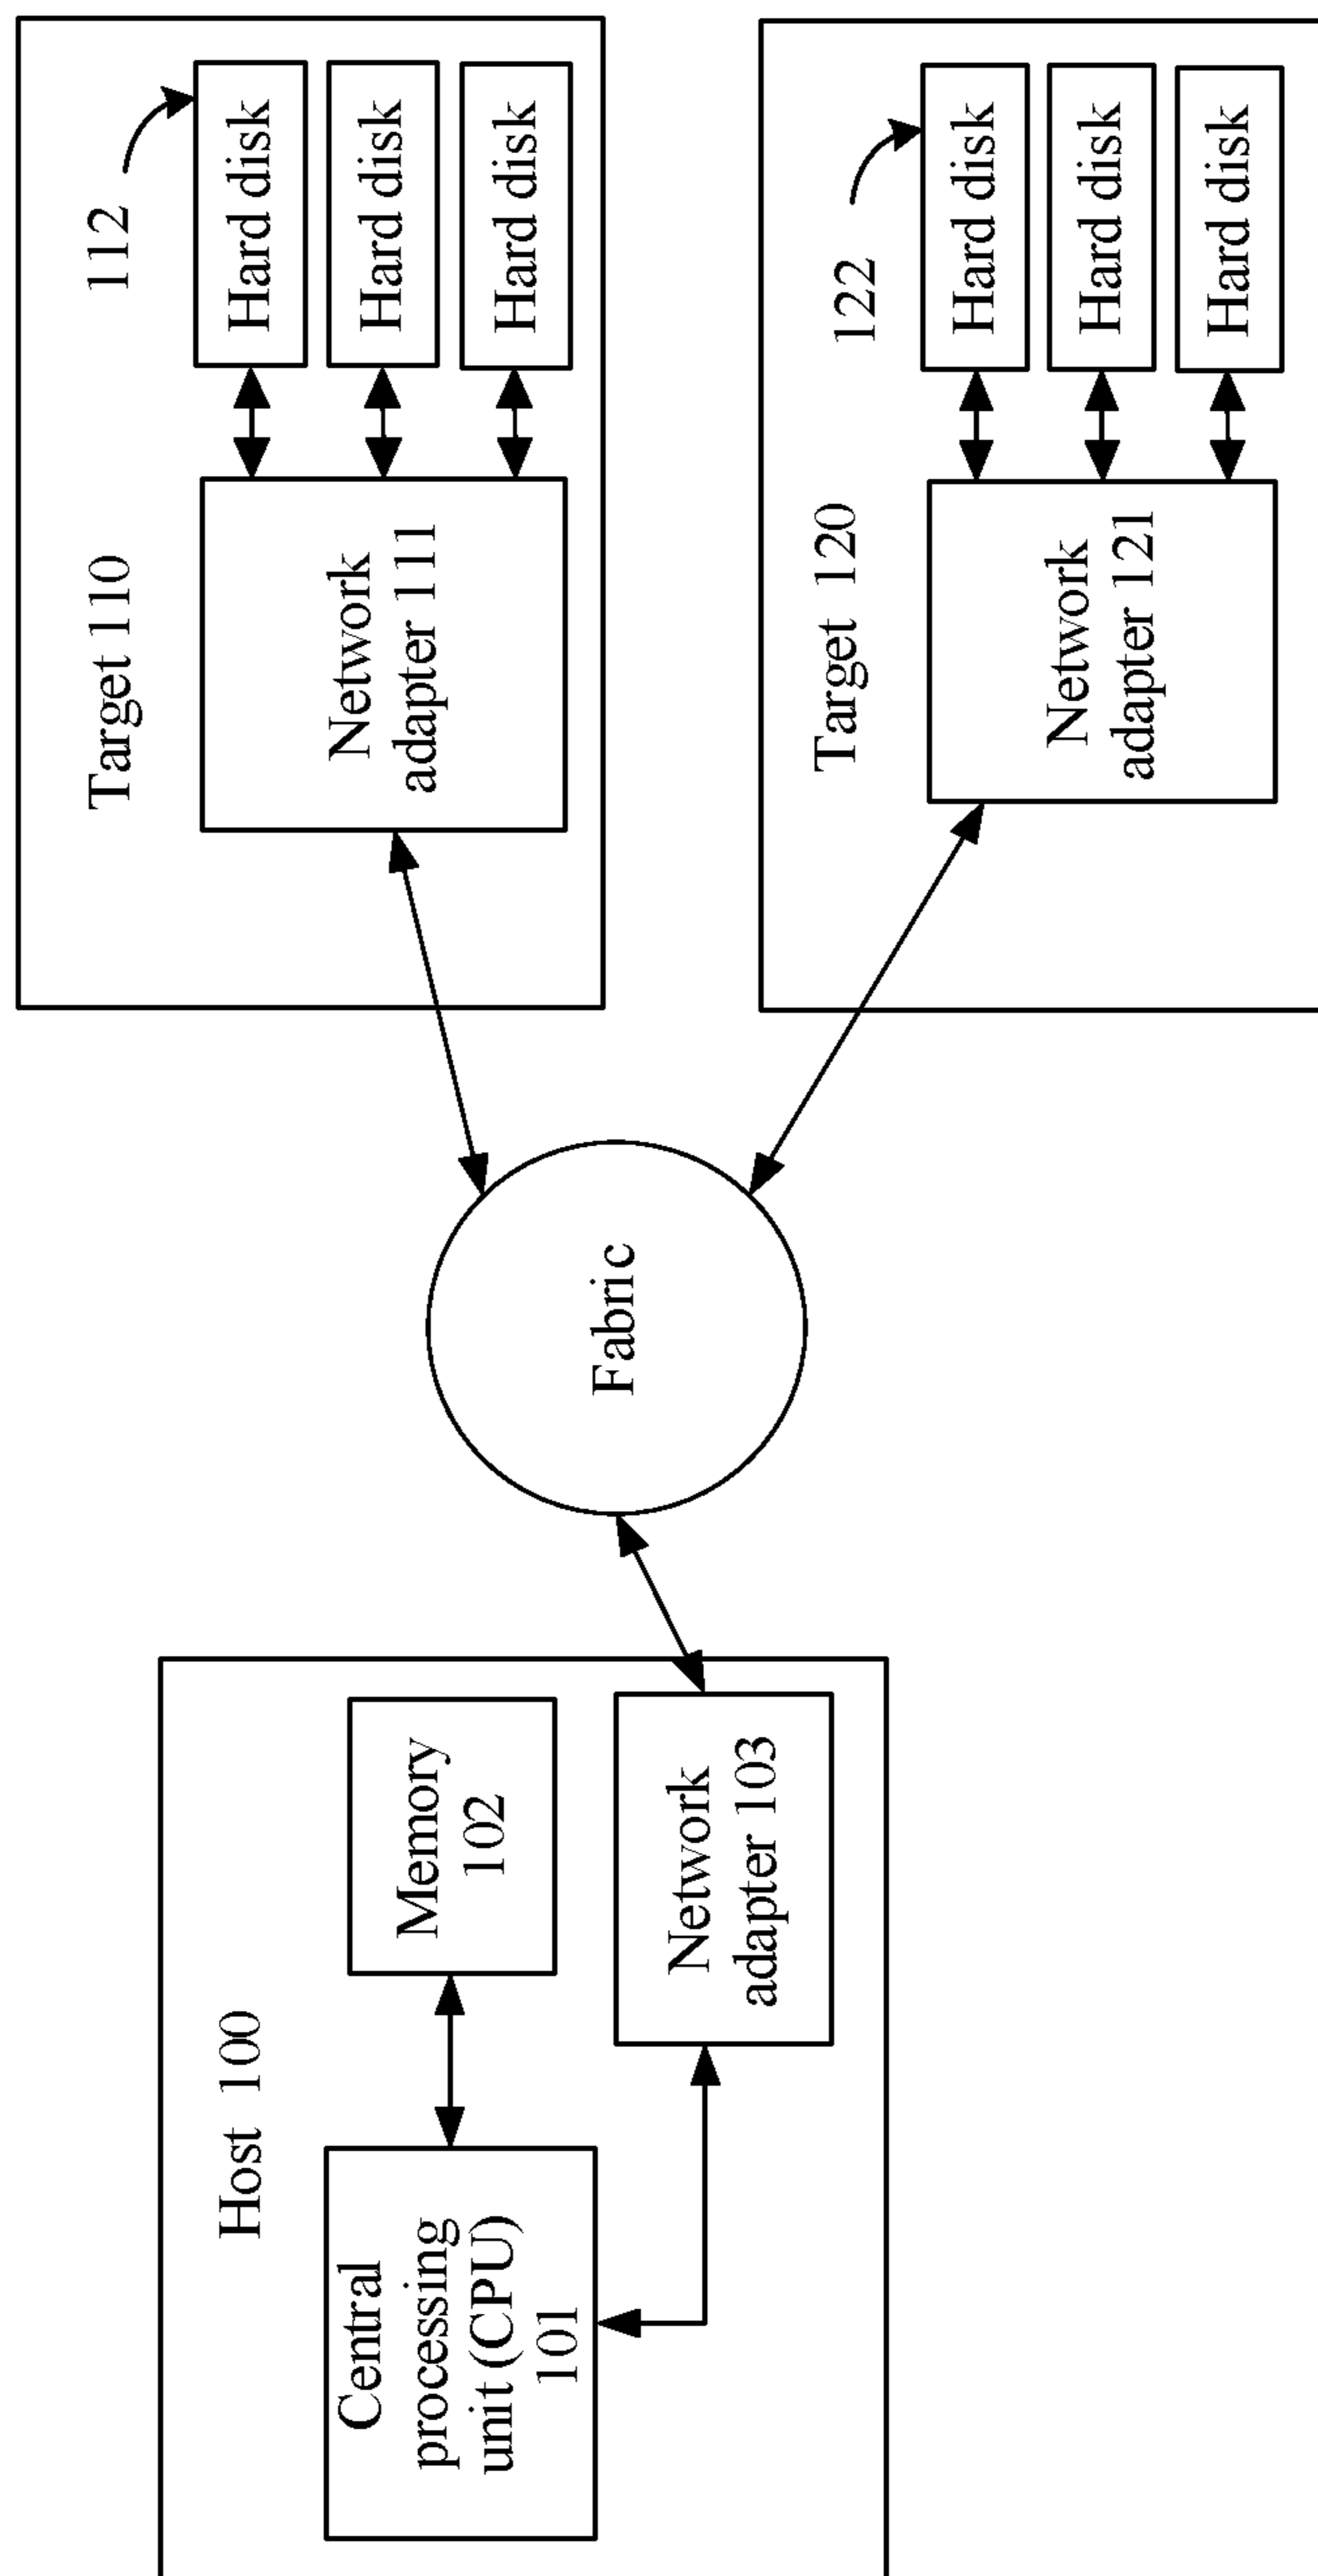 Host 100
Central
processing
unit (CPU)
101
Memory
102
Network
adapter 103
Fabric
Target 110
Network
adapter 111
112
Hard disk
Hard disk
Hard disk
Target 120
Network
adapter 121
122
Hard disk
Hard disk
Hard disk